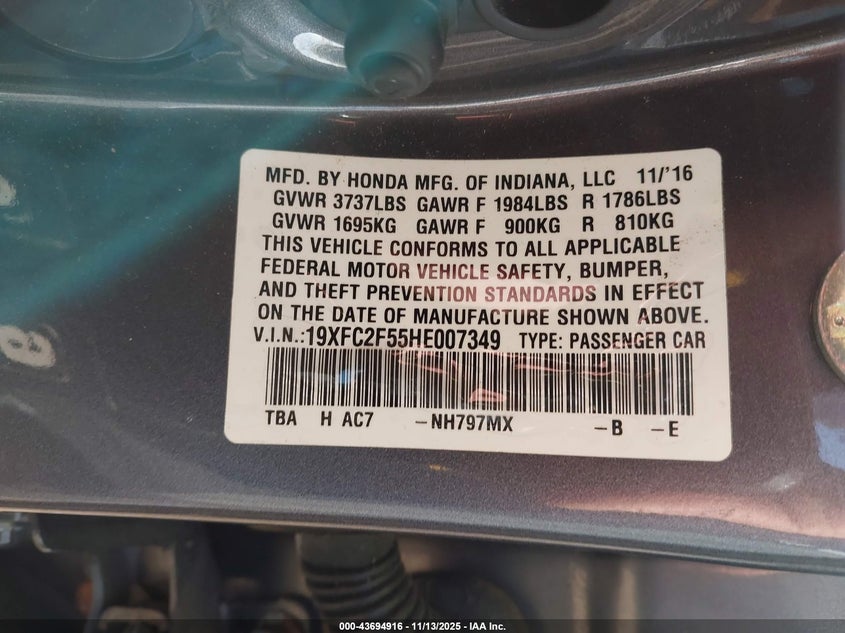 MFD. BY HONDA MFG. OF INDIANA, LLC 11/'16
GVWR 3737LBS GAWR F 1984LBS R 1786LBS
GVWR 1695KG GAWR F 900KG R 810KG
THIS VEHICLE CONFORMS TO ALL APPLICABLE
FEDERAL MOTOR VEHICLE SAFETY, BUMPER,
AND THEFT PREVENTION STANDARDS IN EFFECT
ON THE DATE OF MANUFACTURE SHOWN ABOVE.
V.I.N.:19XFC2F55HE007349 TYPE: PASSENGER CAR
TBA H AC7 -NH797MX -B -E
000-43694916 - 11/13/2025 - IAA Inc.